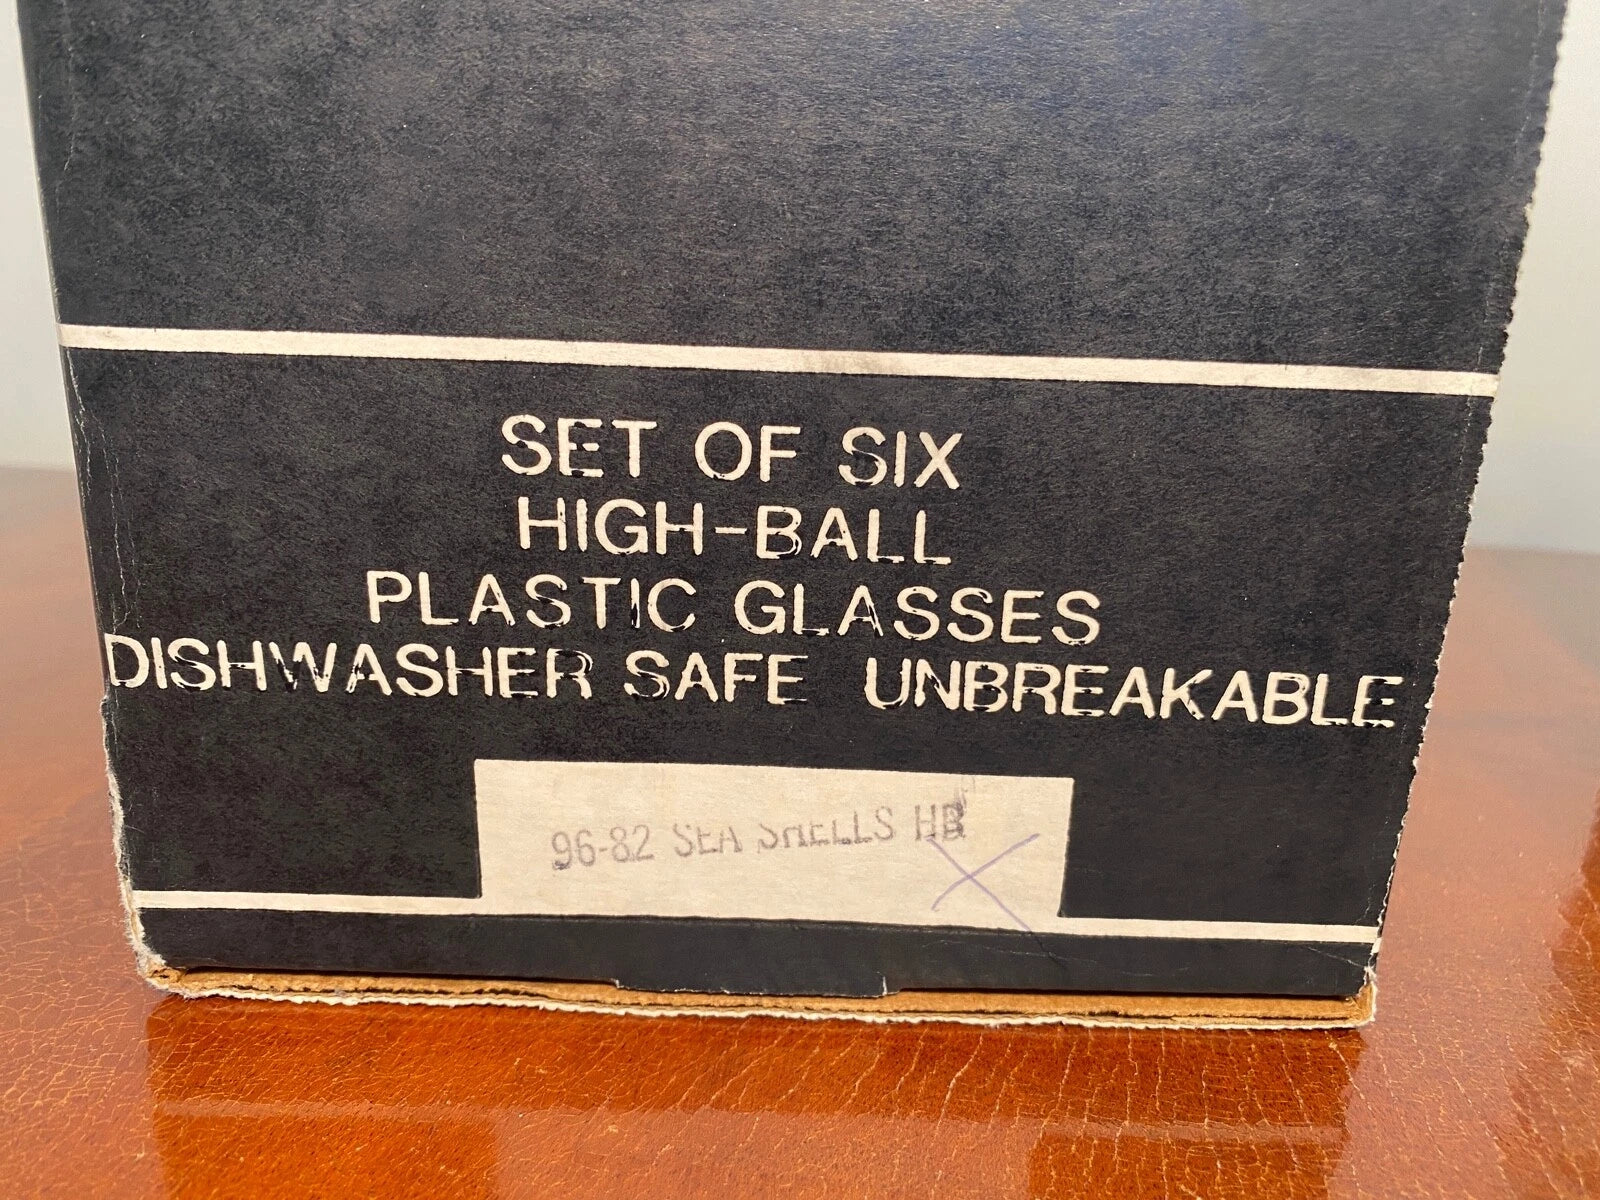 SET OF SIX
HIGH-BALL
PLASTIC GLASSES
DISHWASHER SAFE UNBREAKABLE
96-82 SEA SHELLS HB